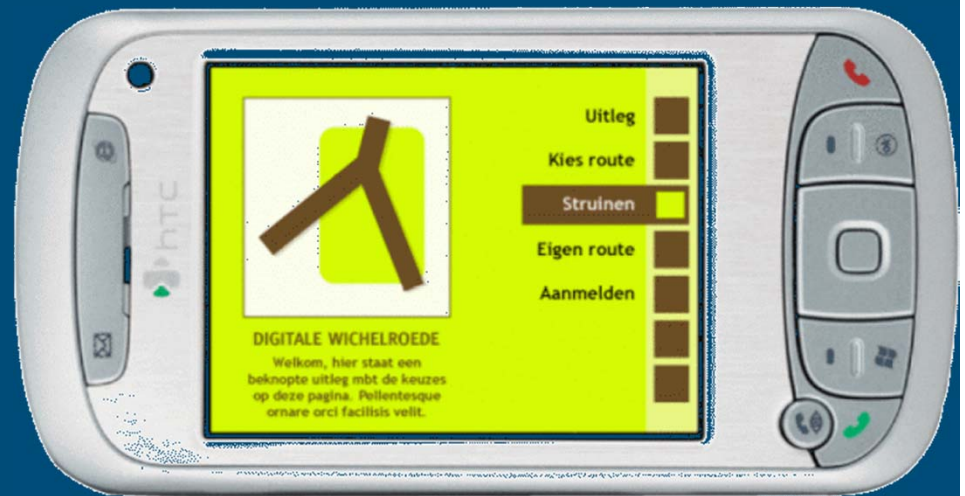 hTC
DIGITALE WICHELROEDE
Welkom, hier staat een
beknopte uitleg mbt de keuzes
op deze pagina. Pellentesque
ornare orci facilisis velit.
Uitleg
Kies route
Struinen
Eigen route
Aanmelden